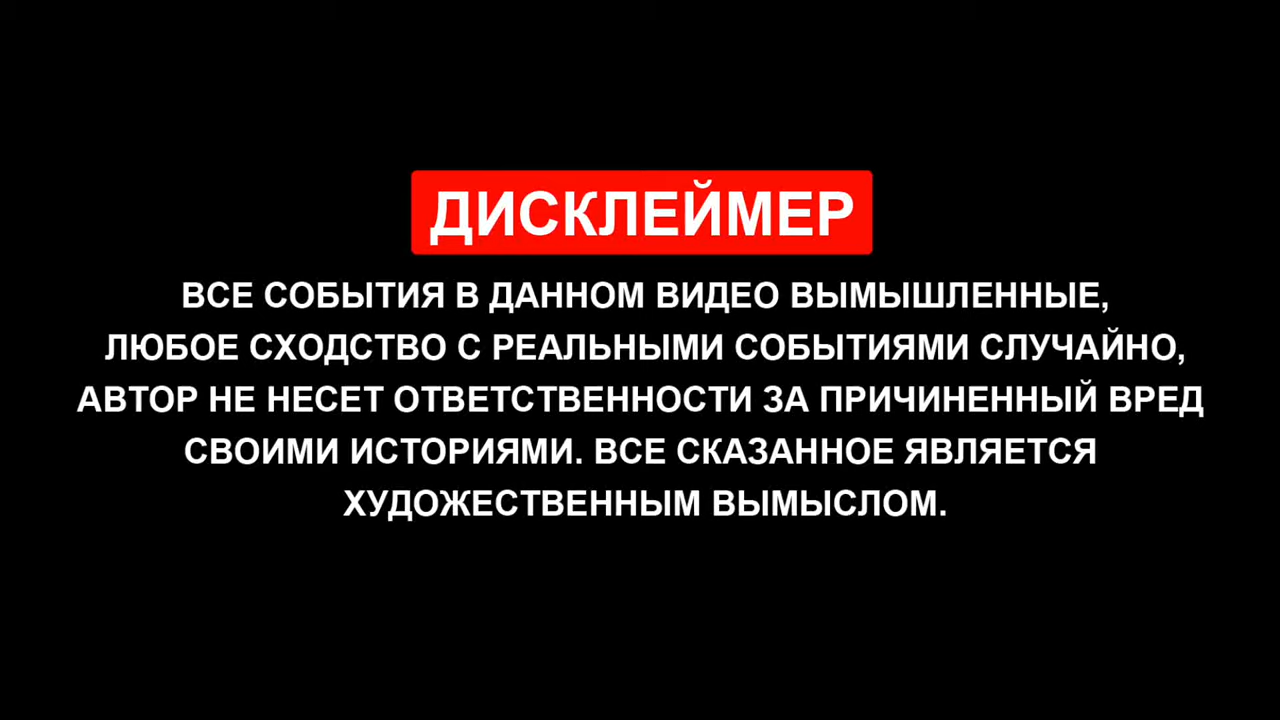 ДИСКЛЕЙМЕР
ВСЕ СОБЫТИЯ В ДАННОМ ВИДЕО ВЫМЫШЛЕННЫЕ,
ЛЮБОЕ СХОДСТВО С РЕАЛЬНЫМИ СОБЫТИЯМИ СЛУЧАЙНО,
АВТОР НЕ НЕСЕТ ОТВЕТСТВЕННОСТИ ЗА ПРИЧИНЕННЫЙ ВРЕД
СВОИМИ ИСТОРИЯМИ. ВСЕ СКАЗАННОЕ ЯВЛЯЕТСЯ
ХУДОЖЕСТВЕННЫМ ВЫМЫСЛОМ.